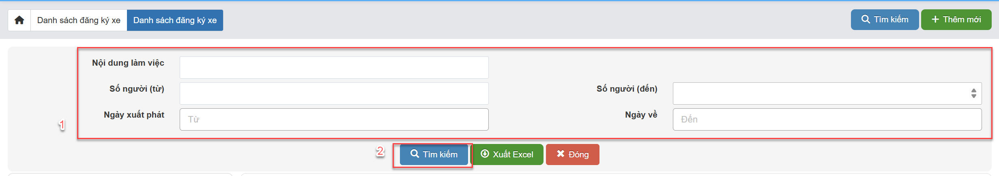 Danh sách đăng ký xe Danh sách đăng ký xe Tìm kiếm Thêm mới
Nội dung làm việc
Số người (từ) Số người (đến)
Ngày xuất phát Từ Ngày về Đến
1
2 Tìm kiếm Xuất Excel Đóng